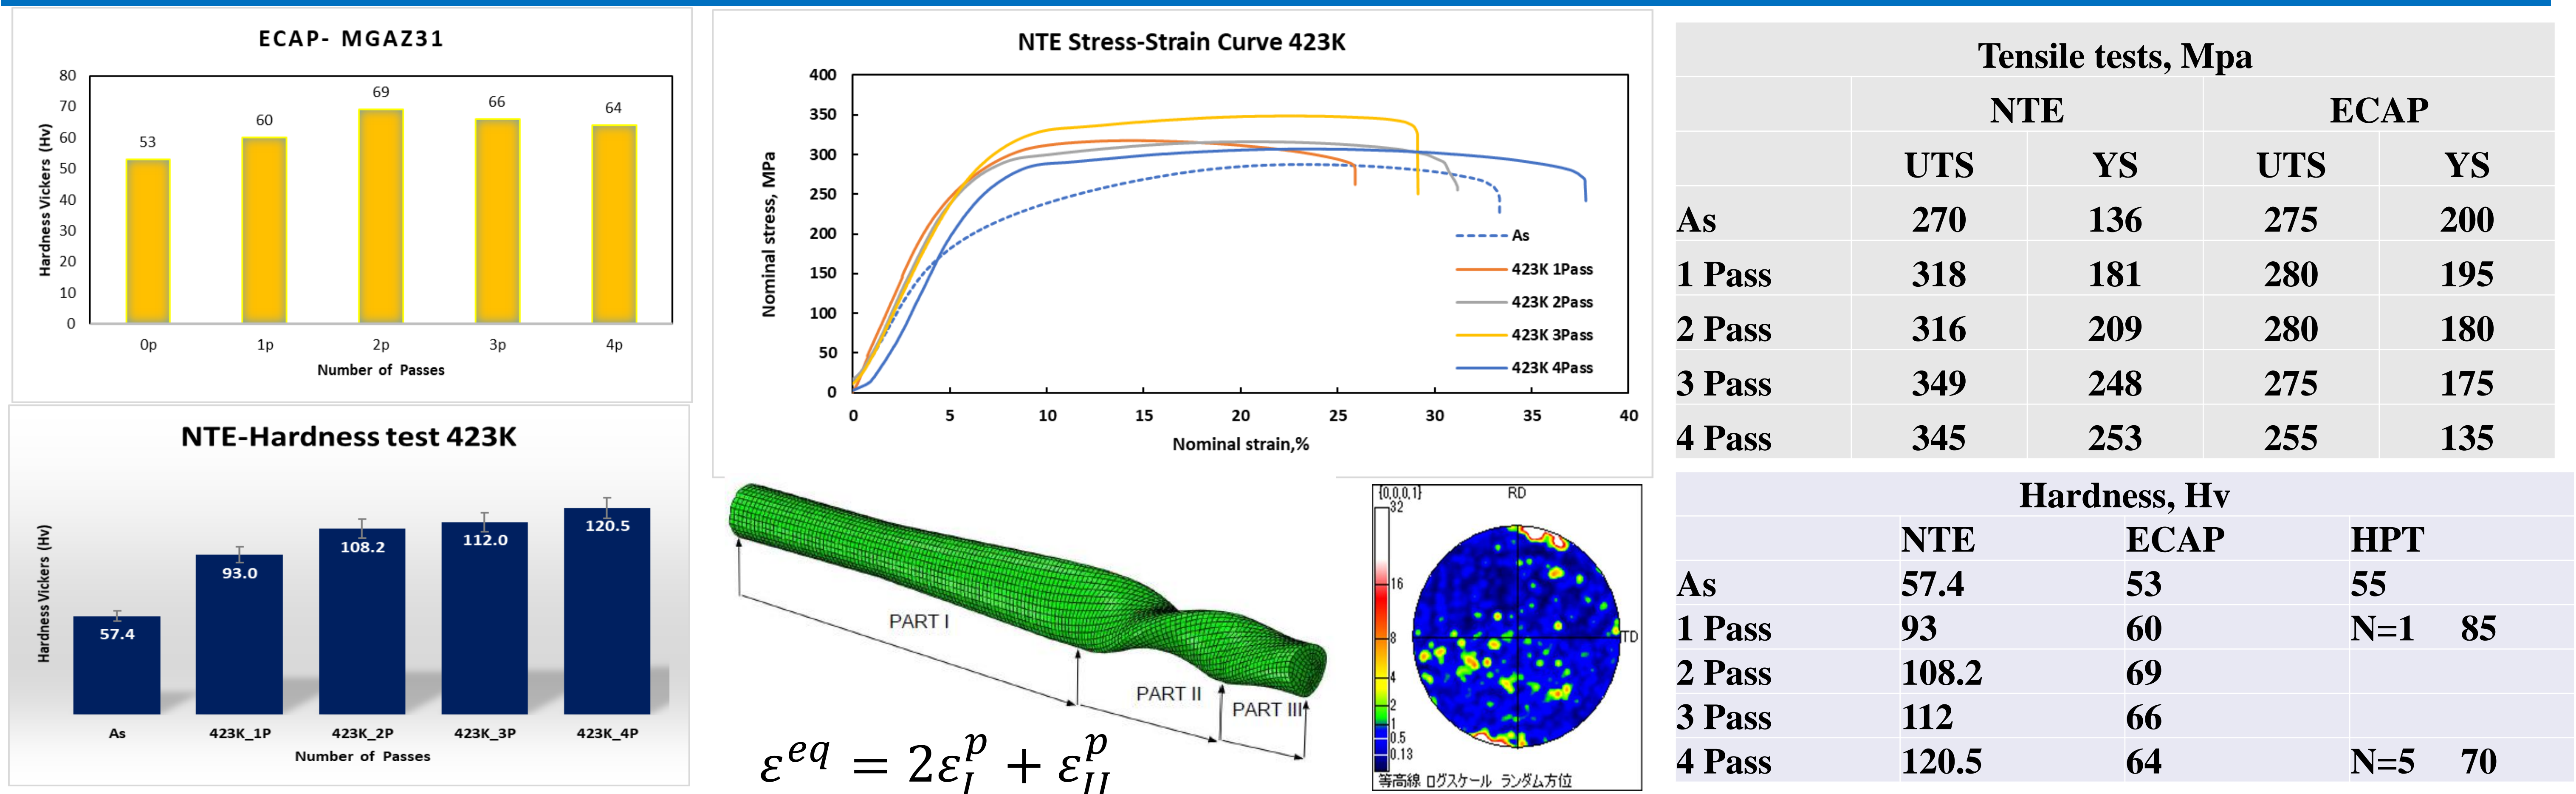 ECAP- MGAZ31
Hardness Vickers (Hv)
80
70
60
50
40
30
20
10
0
53
60
69
66
64
0p 1p 2p 3p 4p
Number of Passes
NTE-Hardness test 423K
Hardness Vickers (Hv)
57.4
93.0
108.2
112.0
120.5
As 423K_1P 423K_2P 423K_3P 423K_4P
Number of Passes
NTE Stress-Strain Curve 423K
Nominal stress, MPa
400
350
300
250
200
150
100
50
0
As
423K 1Pass
423K 2Pass
423K 3Pass
423K 4Pass
0 5 10 15 20 25 30 35 40
Nominal strain,%
PART I
PART II
PART III
ε^{eq} = 2ε_I^p + ε_{II}^p
{0,0,0,1}
RD
TD
32
16
8
4
2
1
0.5
0.13
等高線 ログスケール ランダム方位
Tensile tests, Mpa
NTE ECAP
UTS YS UTS YS
As 270 136 275 200
1 Pass 318 181 280 195
2 Pass 316 209 280 180
3 Pass 349 248 275 175
4 Pass 345 253 255 135
Hardness, Hv
NTE ECAP HPT
As 57.4 53 55
1 Pass 93 60 N=1 85
2 Pass 108.2 69
3 Pass 112 66
4 Pass 120.5 64 N=5 70